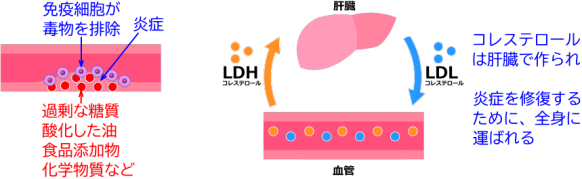 免疫細胞が
毒物を排除
炎症
過剰な糖質
酸化した油
食品添加物
化学物質など
肝臓
LDH
コレステロール
LDL
コレステロール
血管
コレステロール
は肝臓で作られ
炎症を修復する
ために、全身に
運ばれる